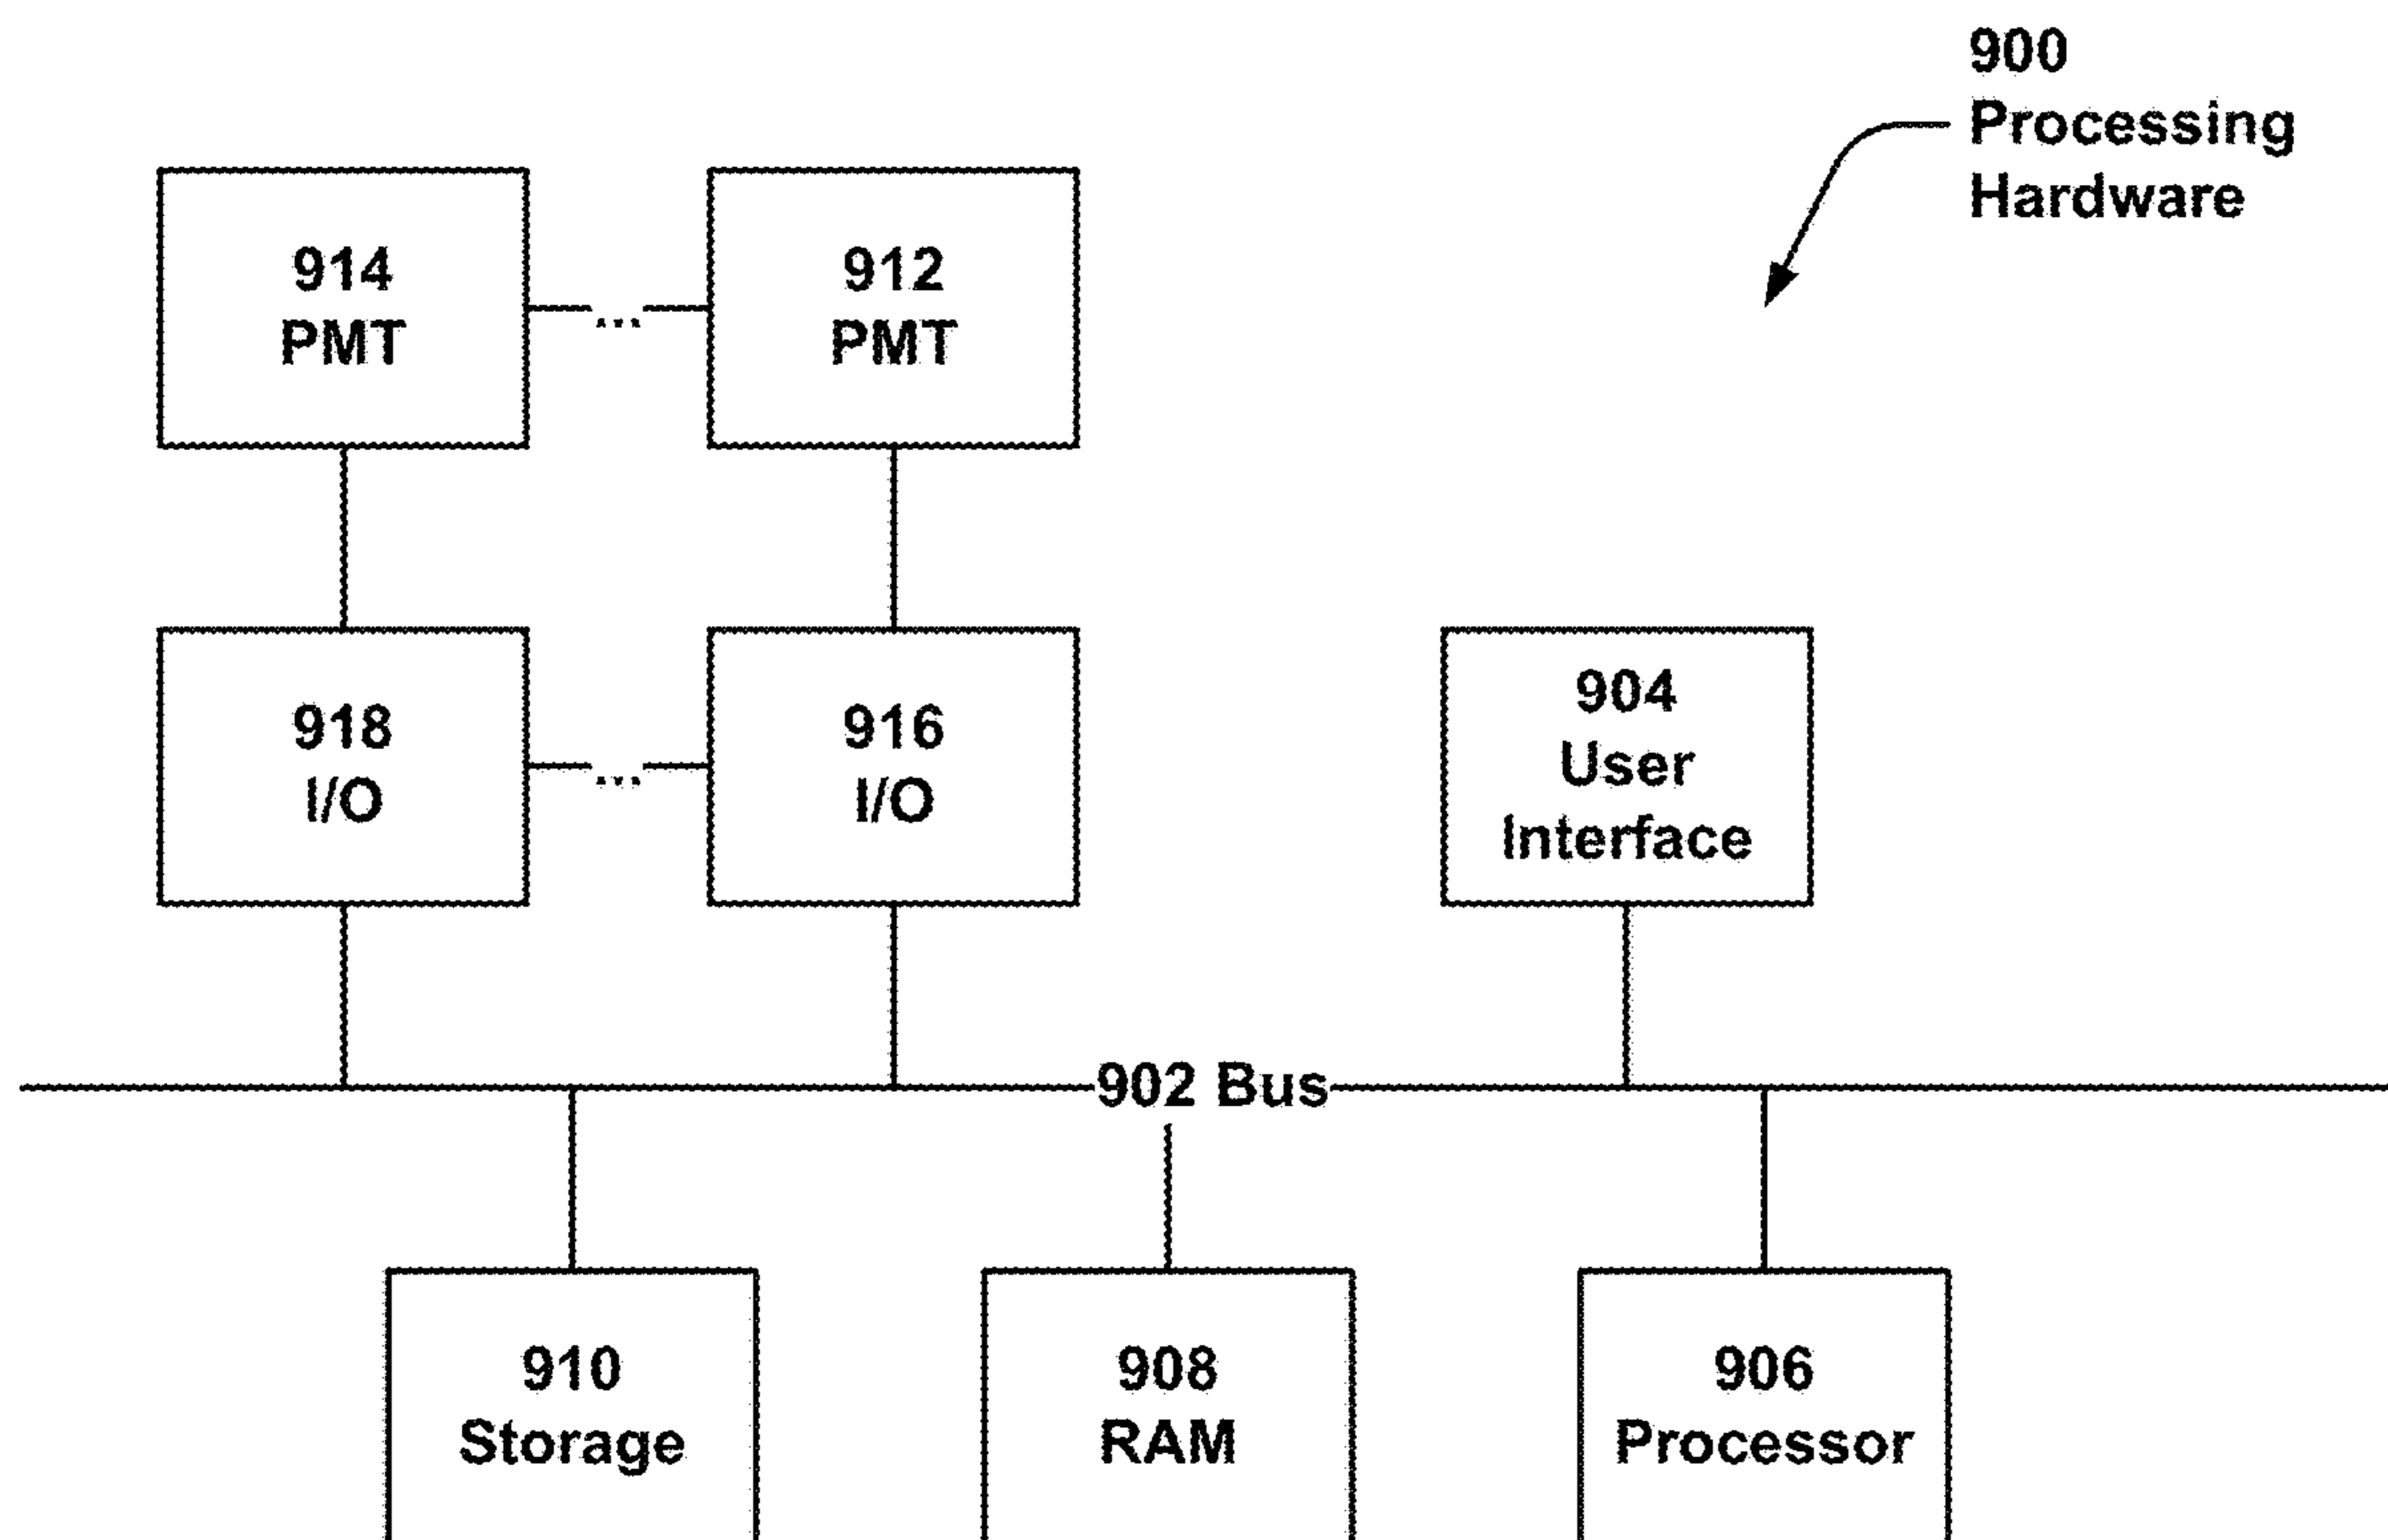 900
Processing
Hardware
914
PMT
...
912
PMT
918
I/O
...
916
I/O
904
User
Interface
902 Bus
910
Storage
908
RAM
906
Processor